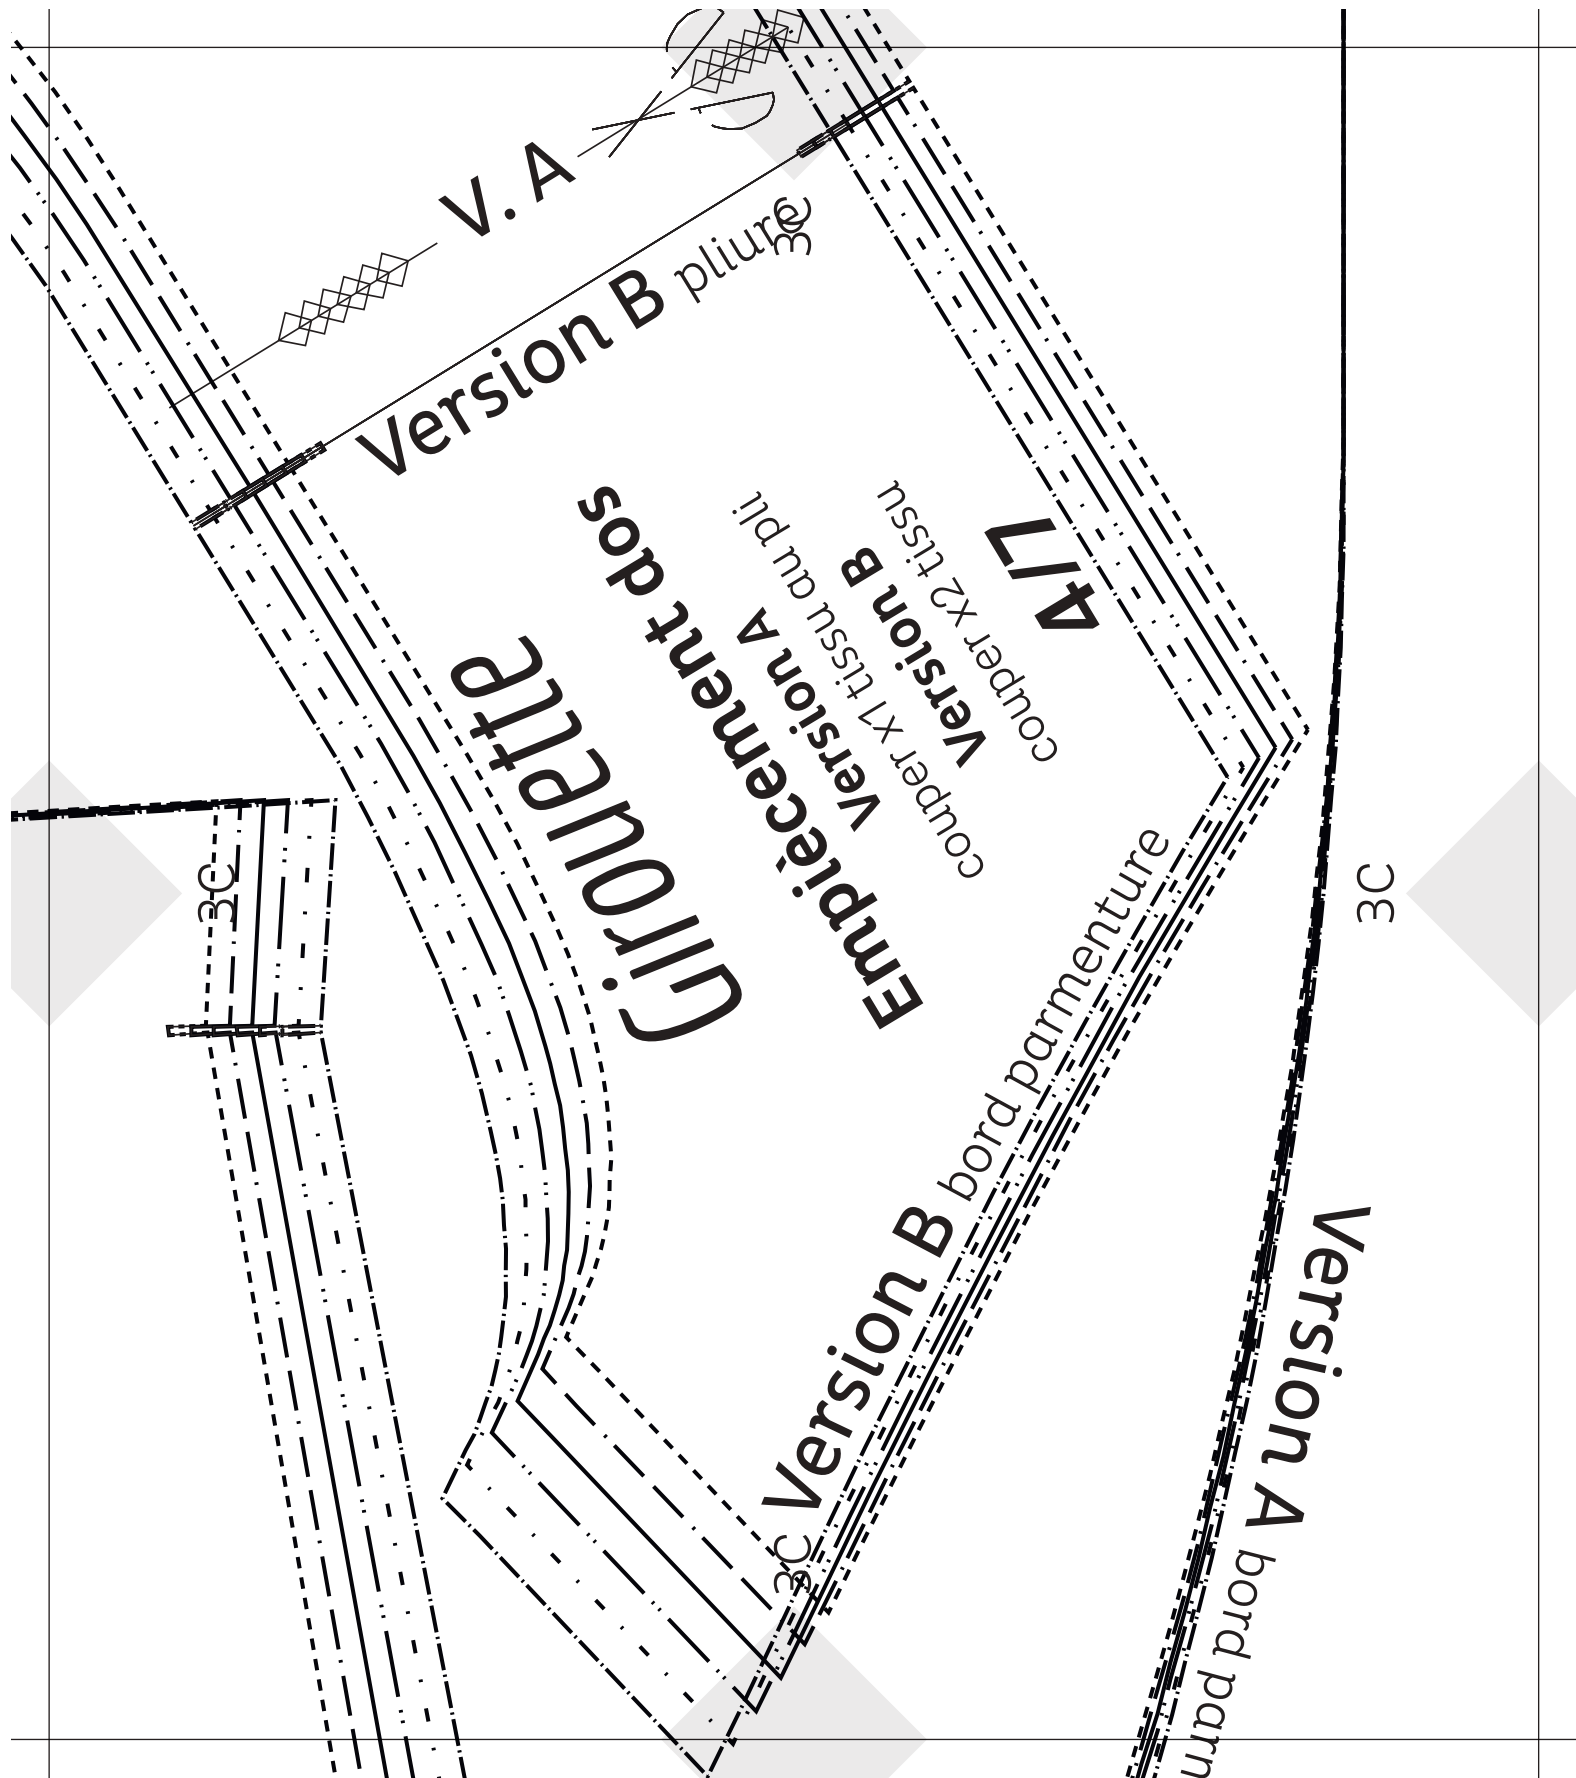 V. A
Version B pliure
3C
Girouette
Empiècement dos
Version A
couper x1 tissu au pli
Version B
couper x2 tissu
4/7
3C
3C
Version B bord parmenture
3C
Version A bord parm